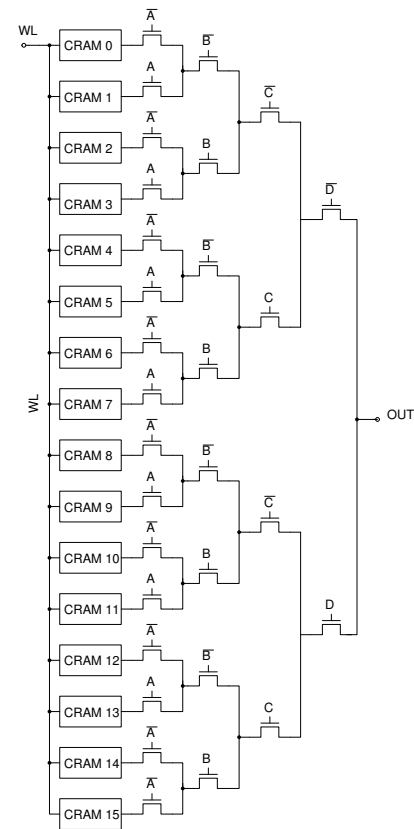 A̅
WL
B̅
CRAM 0
A
C̅
CRAM 1
A̅
B
CRAM 2
A
D̅
CRAM 3
A̅
B̅
CRAM 4
A
C
CRAM 5
A̅
B
CRAM 6
A
WL
CRAM 7
OUT
A̅
B̅
CRAM 8
A
C̅
CRAM 9
A̅
B
CRAM 10
A
D
CRAM 11
A̅
B̅
CRAM 12
A
C
CRAM 13
A̅
B
CRAM 14
A̅
CRAM 15